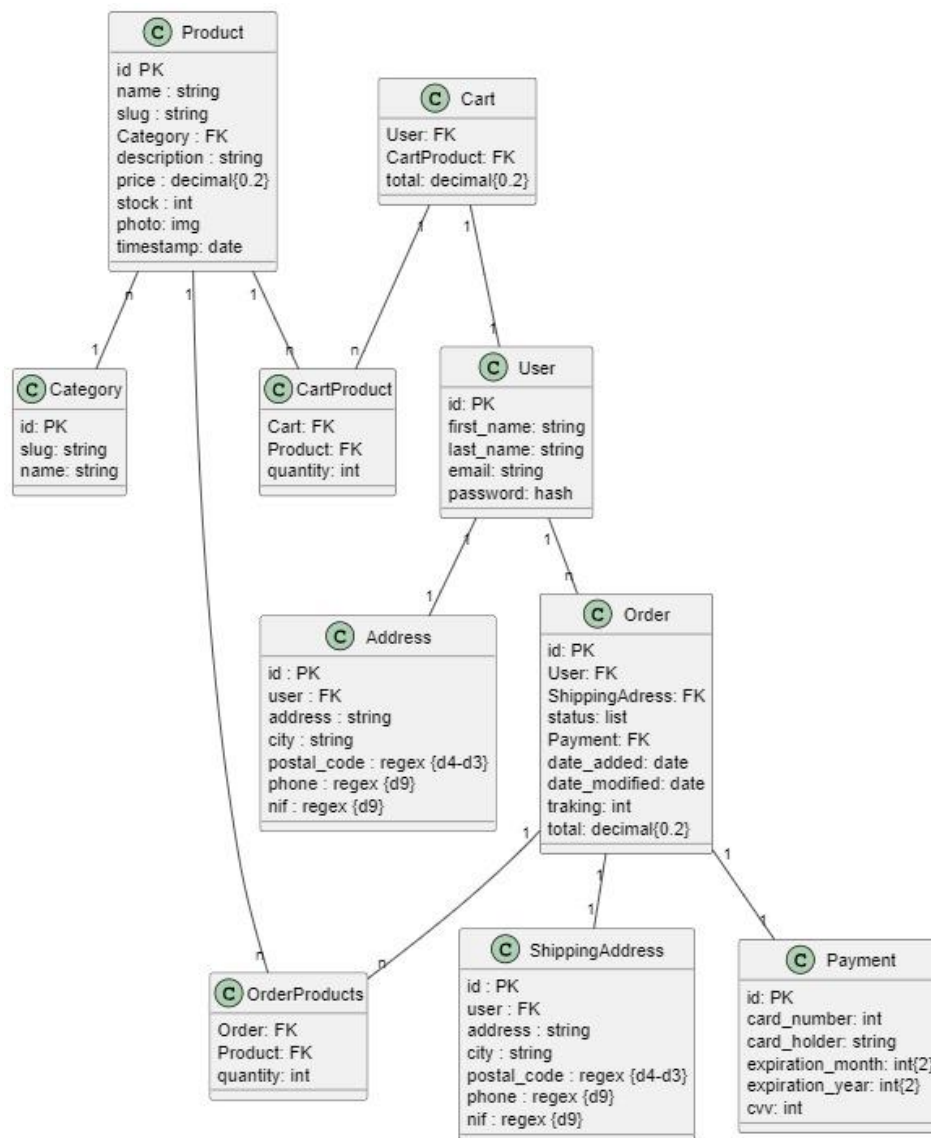 C Product
id PK
name : string
slug : string
Category : FK
description : string
price : decimal{0.2}
stock : int
photo: img
timestamp: date
C Cart
User: FK
CartProduct: FK
total: decimal{0.2}
n
1
1
1
1
1
1
n
n
1
C Category
id: PK
slug: string
name: string
C CartProduct
Cart: FK
Product: FK
quantity: int
C User
id: PK
first_name: string
last_name: string
email: string
password: hash
1
1
1
n
C Address
id : PK
user : FK
address : string
city : string
postal_code : regex {d4-d3}
phone : regex {d9}
nif : regex {d9}
C Order
id: PK
User: FK
ShippingAdress: FK
status: list
Payment: FK
date_added: date
date_modified: date
traking: int
total: decimal{0.2}
1
1
1
n
n
1
1
C OrderProducts
Order: FK
Product: FK
quantity: int
C ShippingAddress
id : PK
user : FK
address : string
city : string
postal_code : regex {d4-d3}
phone : regex {d9}
nif : regex {d9}
C Payment
id: PK
card_number: int
card_holder: string
expiration_month: int{2}
expiration_year: int{2}
cvv: int